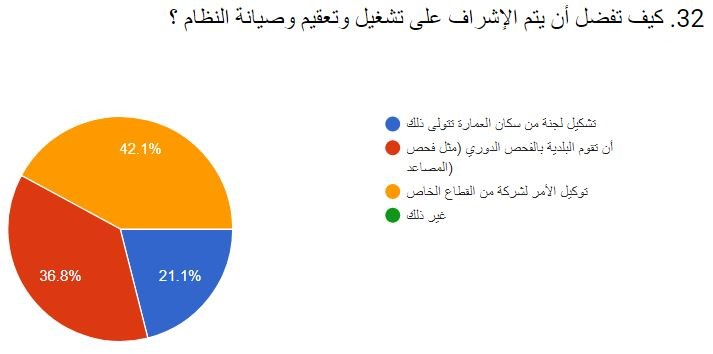 32. كيف تفضل أن يتم الإشراف على تشغيل وتعقيم وصيانة النظام ؟
42.1%
36.8%
21.1%
تشكيل لجنة من سكان العمارة تتولى ذلك
أن تقوم البلدية بالفحص الدوري (مثل فحص
المصاعد)
توكيل الأمر لشركة من القطاع الخاص
غير ذلك